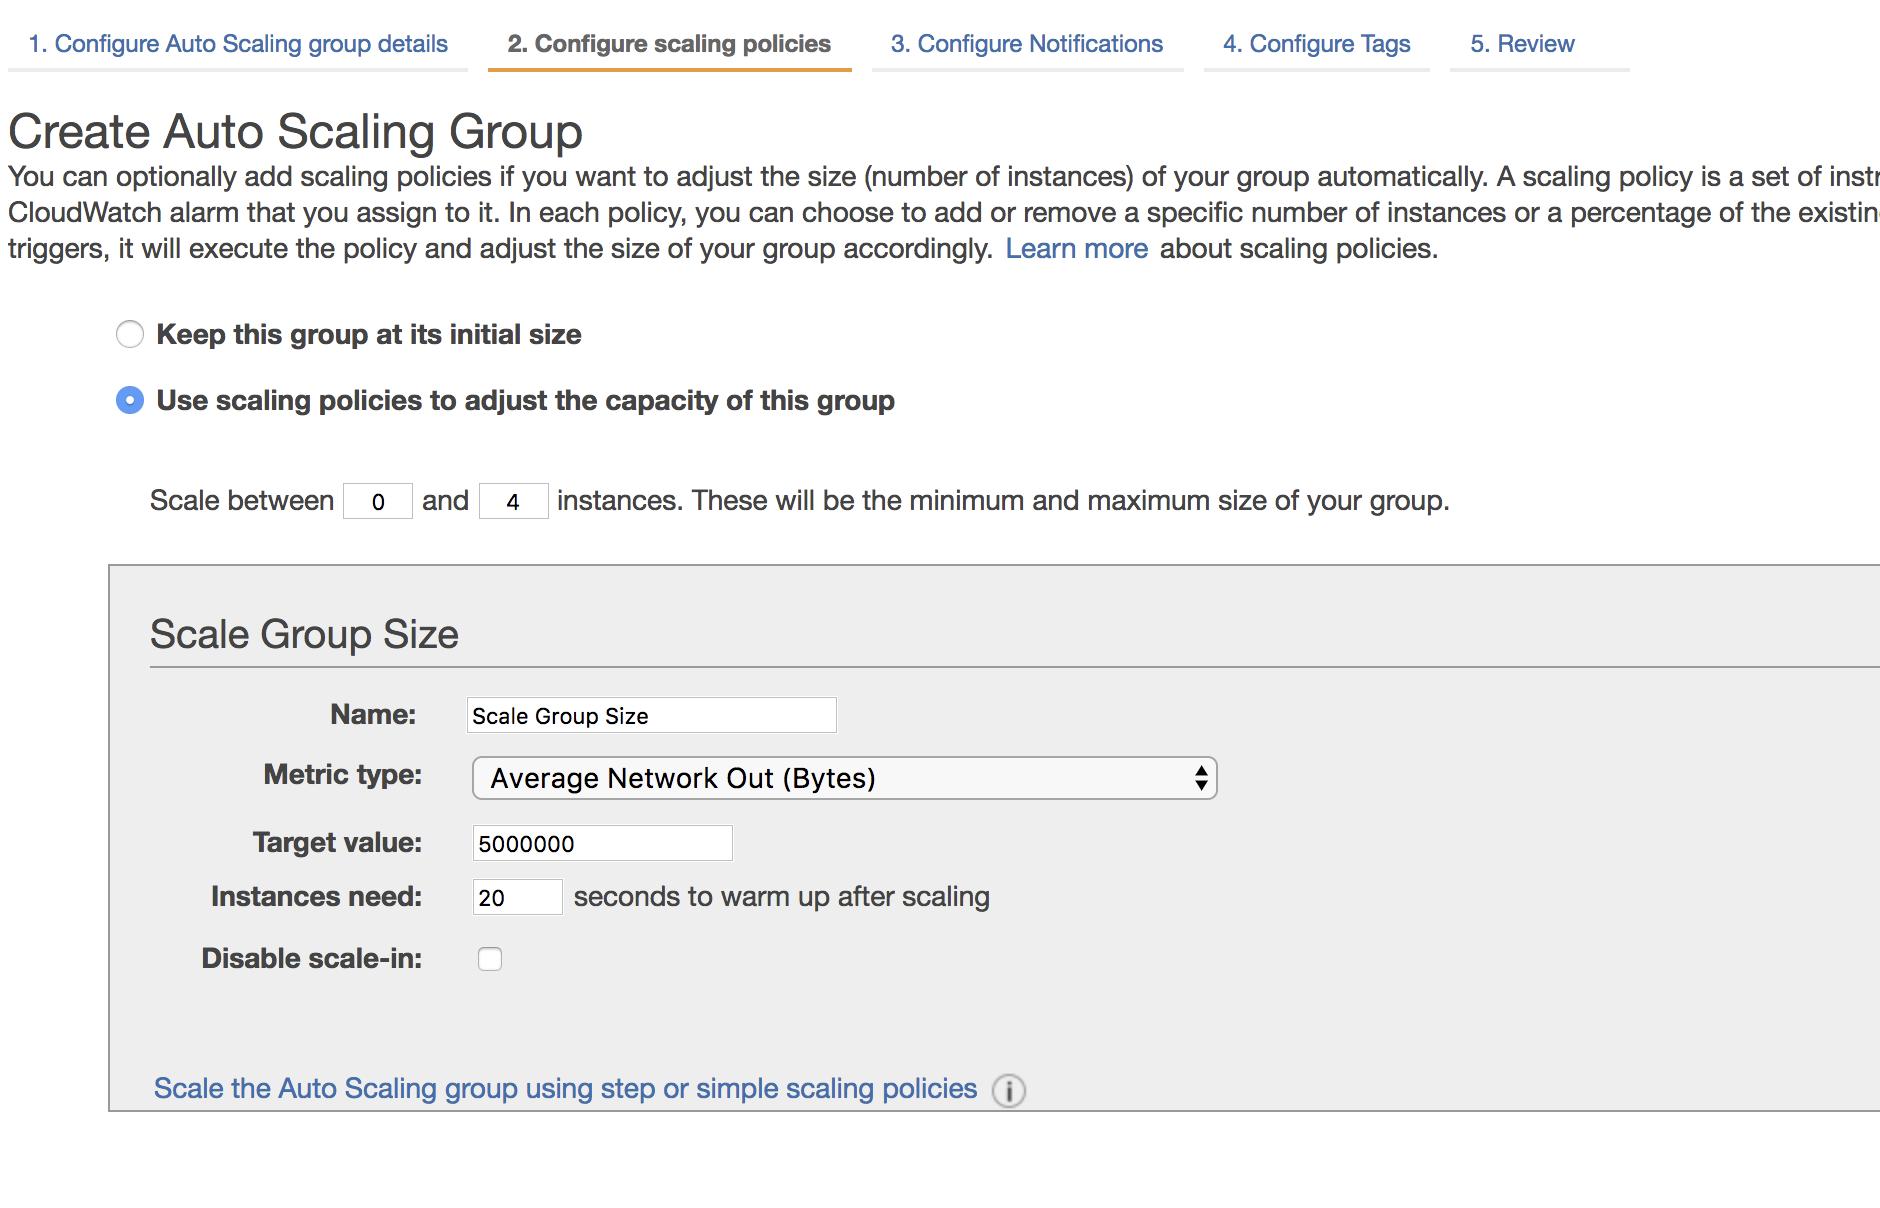 1. Configure Auto Scaling group details 2. Configure scaling policies 3. Configure Notifications 4. Configure Tags 5. Review
Create Auto Scaling Group
You can optionally add scaling policies if you want to adjust the size (number of instances) of your group automatically. A scaling policy is a set of
CloudWatch alarm that you assign to it. In each policy, you can choose to add or remove a specific number of instances or a percentage of the
triggers, it will execute the policy and adjust the size of your group accordingly. Learn more about scaling policies.
Keep this group at its initial size
Use scaling policies to adjust the capacity of this group
Scale between 0 and 4 instances. These will be the minimum and maximum size of your group.
Scale Group Size
Name: Scale Group Size
Metric type: Average Network Out (Bytes)
Target value: 5000000
Instances need: 20 seconds to warm up after scaling
Disable scale-in:
Scale the Auto Scaling group using step or simple scaling policies